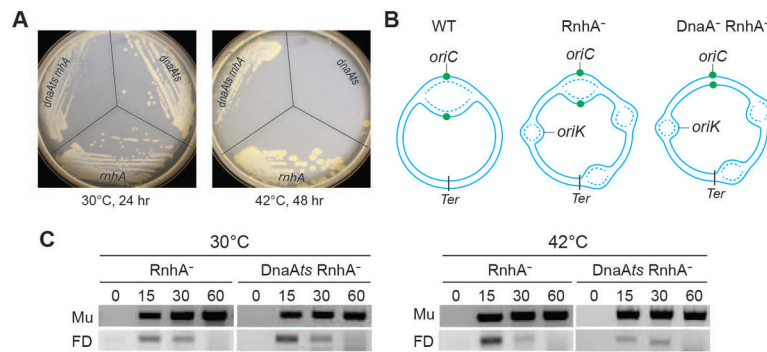 A
dnaAts rnhA
dnaAts
rnhA
30°C, 24 hr
dnaAts rnhA
dnaAts
rnhA
42°C, 48 hr
B
WT
RnhA⁻
DnaA⁻ RnhA⁻
oriC
oriC
oriC
oriK
oriK
Ter
Ter
Ter
C
30°C
42°C
RnhA⁻
DnaAts RnhA⁻
RnhA⁻
DnaAts RnhA⁻
0 15 30 60 0 15 30 60 0 15 30 60 0 15 30 60
Mu
Mu
FD
FD